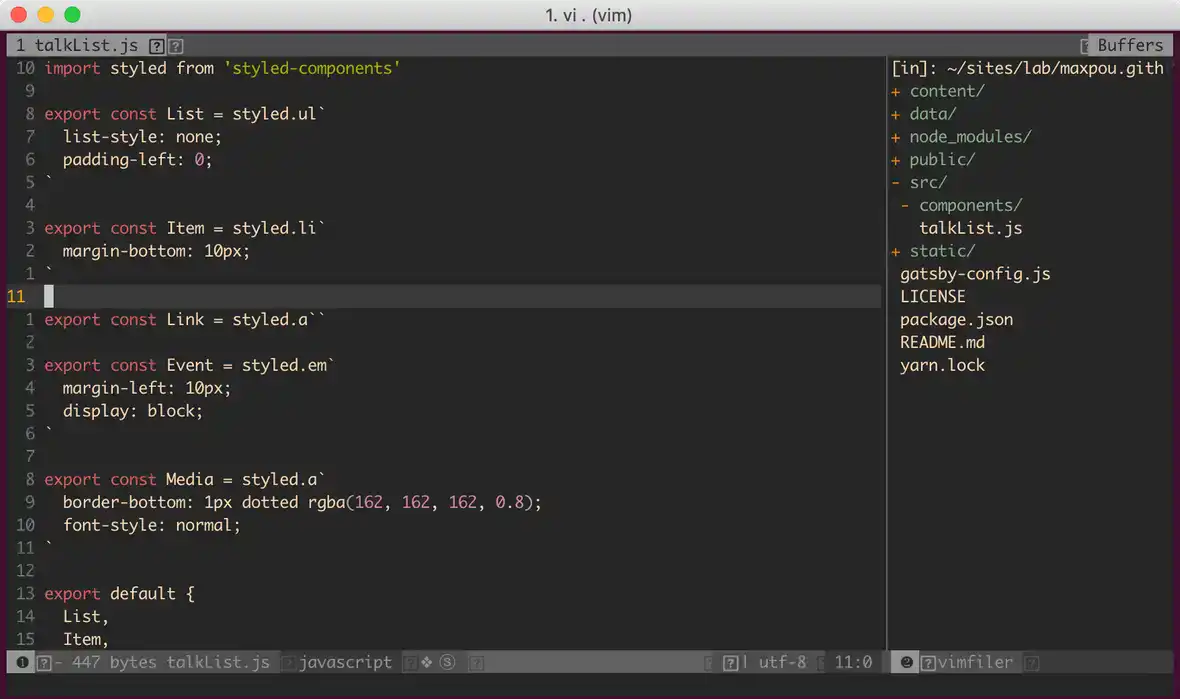 1. vi . (vim)
1 talkList.js
Buffers
10 import styled from 'styled-components'
9
8 export const List = styled.ul`
7 list-style: none;
6 padding-left: 0;
5 `
4
3 export const Item = styled.li`
2 margin-bottom: 10px;
1 `
11
1 export const Link = styled.a``
2
3 export const Event = styled.em`
4 margin-left: 10px;
5 display: block;
6 `
7
8 export const Media = styled.a`
9 border-bottom: 1px dotted rgba(162, 162, 162, 0.8);
10 font-style: normal;
11 `
12
13 export default {
14 List,
15 Item,
[in]: ~/sites/lab/maxpou.gith
+ content/
+ data/
+ node_modules/
+ public/
- src/
- components/
talkList.js
+ static/
gatsby-config.js
LICENSE
package.json
README.md
yarn.lock
❶ - 447 bytes talkList.js javascript ❖ Ⓢ utf-8 11:0
❷ vimfiler